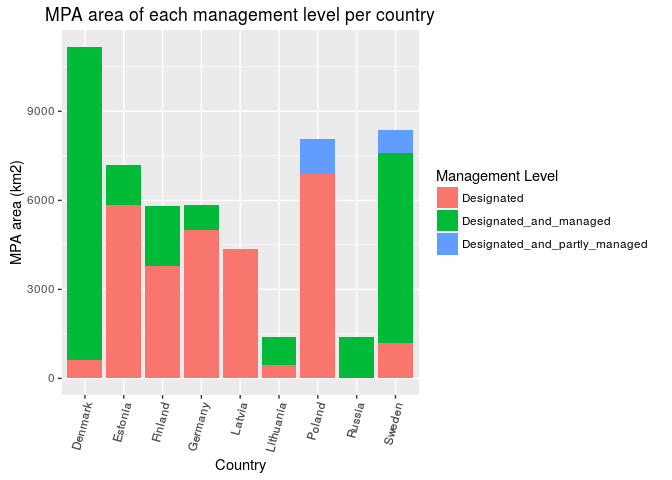 MPA area of each management level per country
MPA area (km2)
9000
6000
3000
0
Denmark
Estonia
Finland
Germany
Latvia
Lithuania
Poland
Russia
Sweden
Country
Management Level
Designated
Designated_and_managed
Designated_and_partly_managed